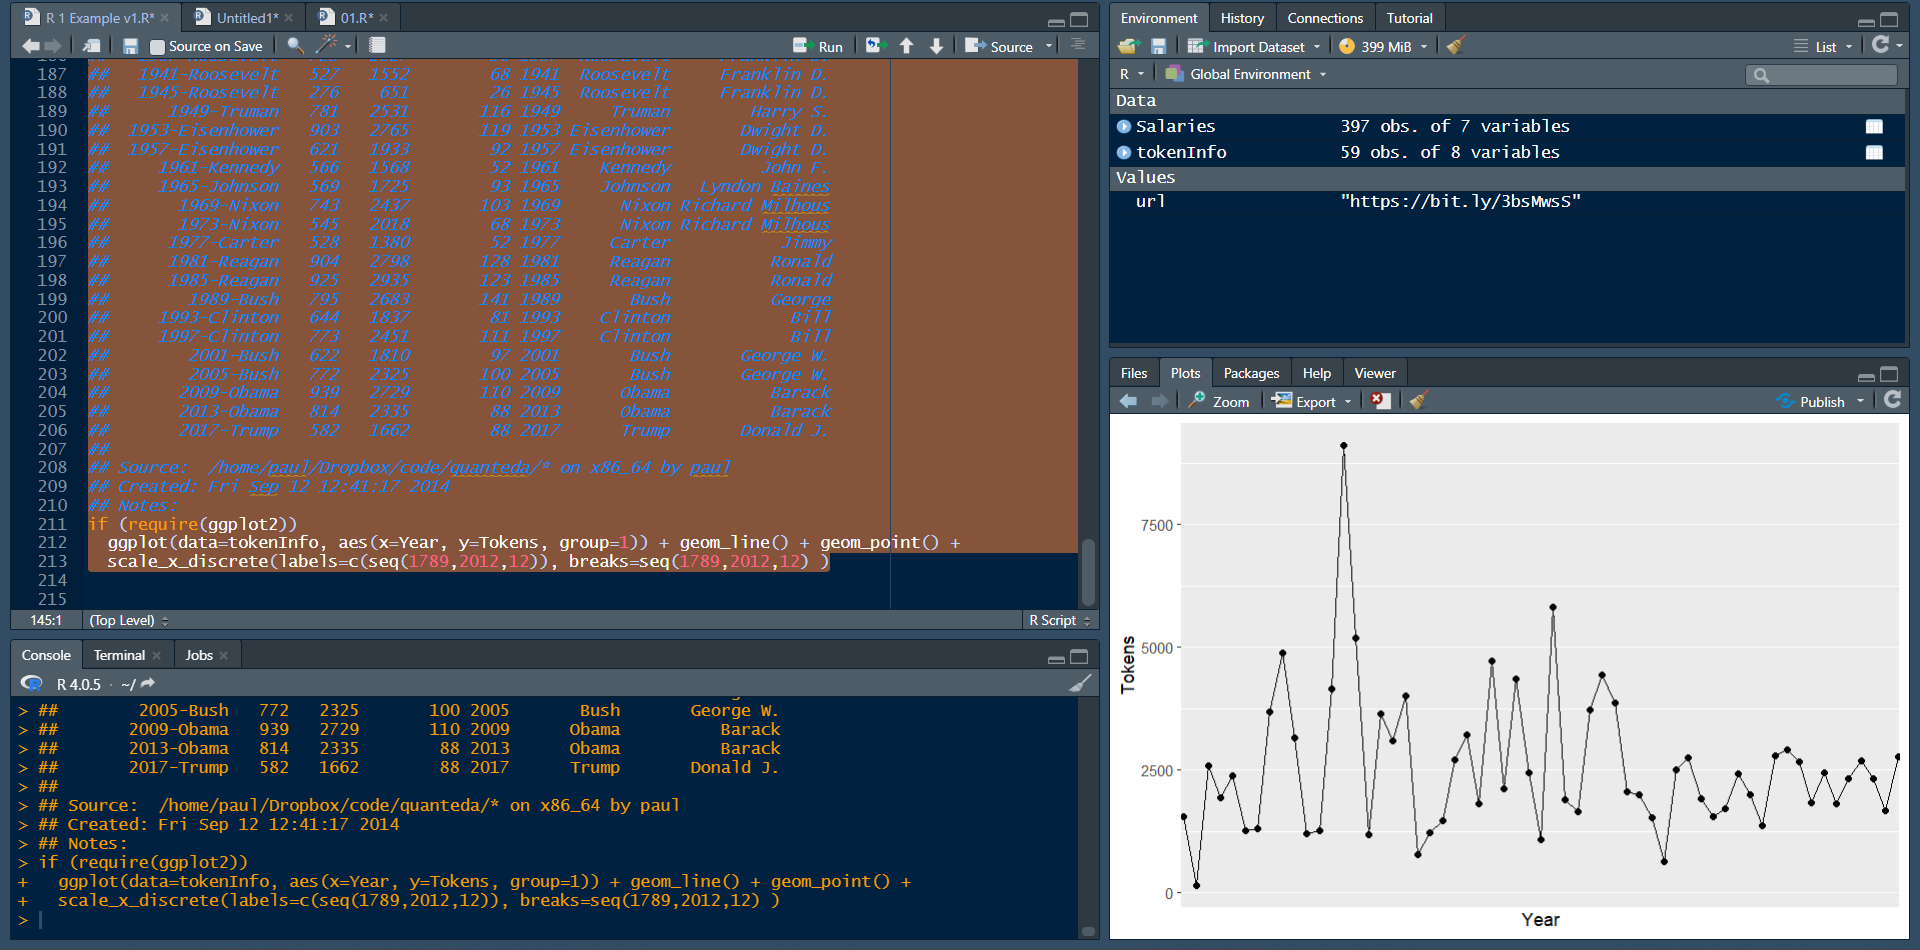 R 1 Example v1.R*
Untitled1*
01.R*
Source on Save
Run
Source
187 ## 1941-Roosevelt 527 1552 68 1941 Roosevelt Franklin D.
188 ## 1945-Roosevelt 276 651 26 1945 Roosevelt Franklin D.
189 ## 1949-Truman 781 2531 116 1949 Truman Harry S.
190 ## 1953-Eisenhower 903 2765 119 1953 Eisenhower Dwight D.
191 ## 1957-Eisenhower 621 1933 92 1957 Eisenhower Dwight D.
192 ## 1961-Kennedy 566 1568 52 1961 Kennedy John F.
193 ## 1965-Johnson 569 1725 93 1965 Johnson Lyndon Baines
194 ## 1969-Nixon 743 2437 103 1969 Nixon Richard Milhous
195 ## 1973-Nixon 545 2018 68 1973 Nixon Richard Milhous
196 ## 1977-Carter 528 1380 52 1977 Carter Jimmy
197 ## 1981-Reagan 904 2798 128 1981 Reagan Ronald
198 ## 1985-Reagan 925 2935 123 1985 Reagan Ronald
199 ## 1989-Bush 795 2683 141 1989 Bush George
200 ## 1993-Clinton 644 1837 81 1993 Clinton Bill
201 ## 1997-Clinton 773 2451 111 1997 Clinton Bill
202 ## 2001-Bush 622 1810 97 2001 Bush George W.
203 ## 2005-Bush 772 2325 100 2005 Bush George W.
204 ## 2009-Obama 939 2729 110 2009 Obama Barack
205 ## 2013-Obama 814 2335 88 2013 Obama Barack
206 ## 2017-Trump 582 1662 88 2017 Trump Donald J.
207 ##
208 ## Source: /home/paul/Dropbox/code/quanteda/* on x86_64 by paul
209 ## Created: Fri Sep 12 12:41:17 2014
210 ## Notes:
211 if (require(ggplot2))
212 ggplot(data=tokenInfo, aes(x=Year, y=Tokens, group=1)) + geom_line() + geom_point() +
213 scale_x_discrete(labels=c(seq(1789,2012,12)), breaks=seq(1789,2012,12) )
214
215
145:1 (Top Level) R Script
Console Terminal Jobs
R 4.0.5 · ~/
> ## 2005-Bush 772 2325 100 2005 Bush George W.
> ## 2009-Obama 939 2729 110 2009 Obama Barack
> ## 2013-Obama 814 2335 88 2013 Obama Barack
> ## 2017-Trump 582 1662 88 2017 Trump Donald J.
> ##
> ## Source: /home/paul/Dropbox/code/quanteda/* on x86_64 by paul
> ## Created: Fri Sep 12 12:41:17 2014
> ## Notes:
> if (require(ggplot2))
+ ggplot(data=tokenInfo, aes(x=Year, y=Tokens, group=1)) + geom_line() + geom_point() +
+ scale_x_discrete(labels=c(seq(1789,2012,12)), breaks=seq(1789,2012,12) )
>
Environment History Connections Tutorial
Import Dataset 399 MiB List
R Global Environment
Data
Salaries 397 obs. of 7 variables
tokenInfo 59 obs. of 8 variables
Values
url "https://bit.ly/3bsMwsS"
Files Plots Packages Help Viewer
Zoom Export Publish
7500
5000
2500
0
Tokens
Year